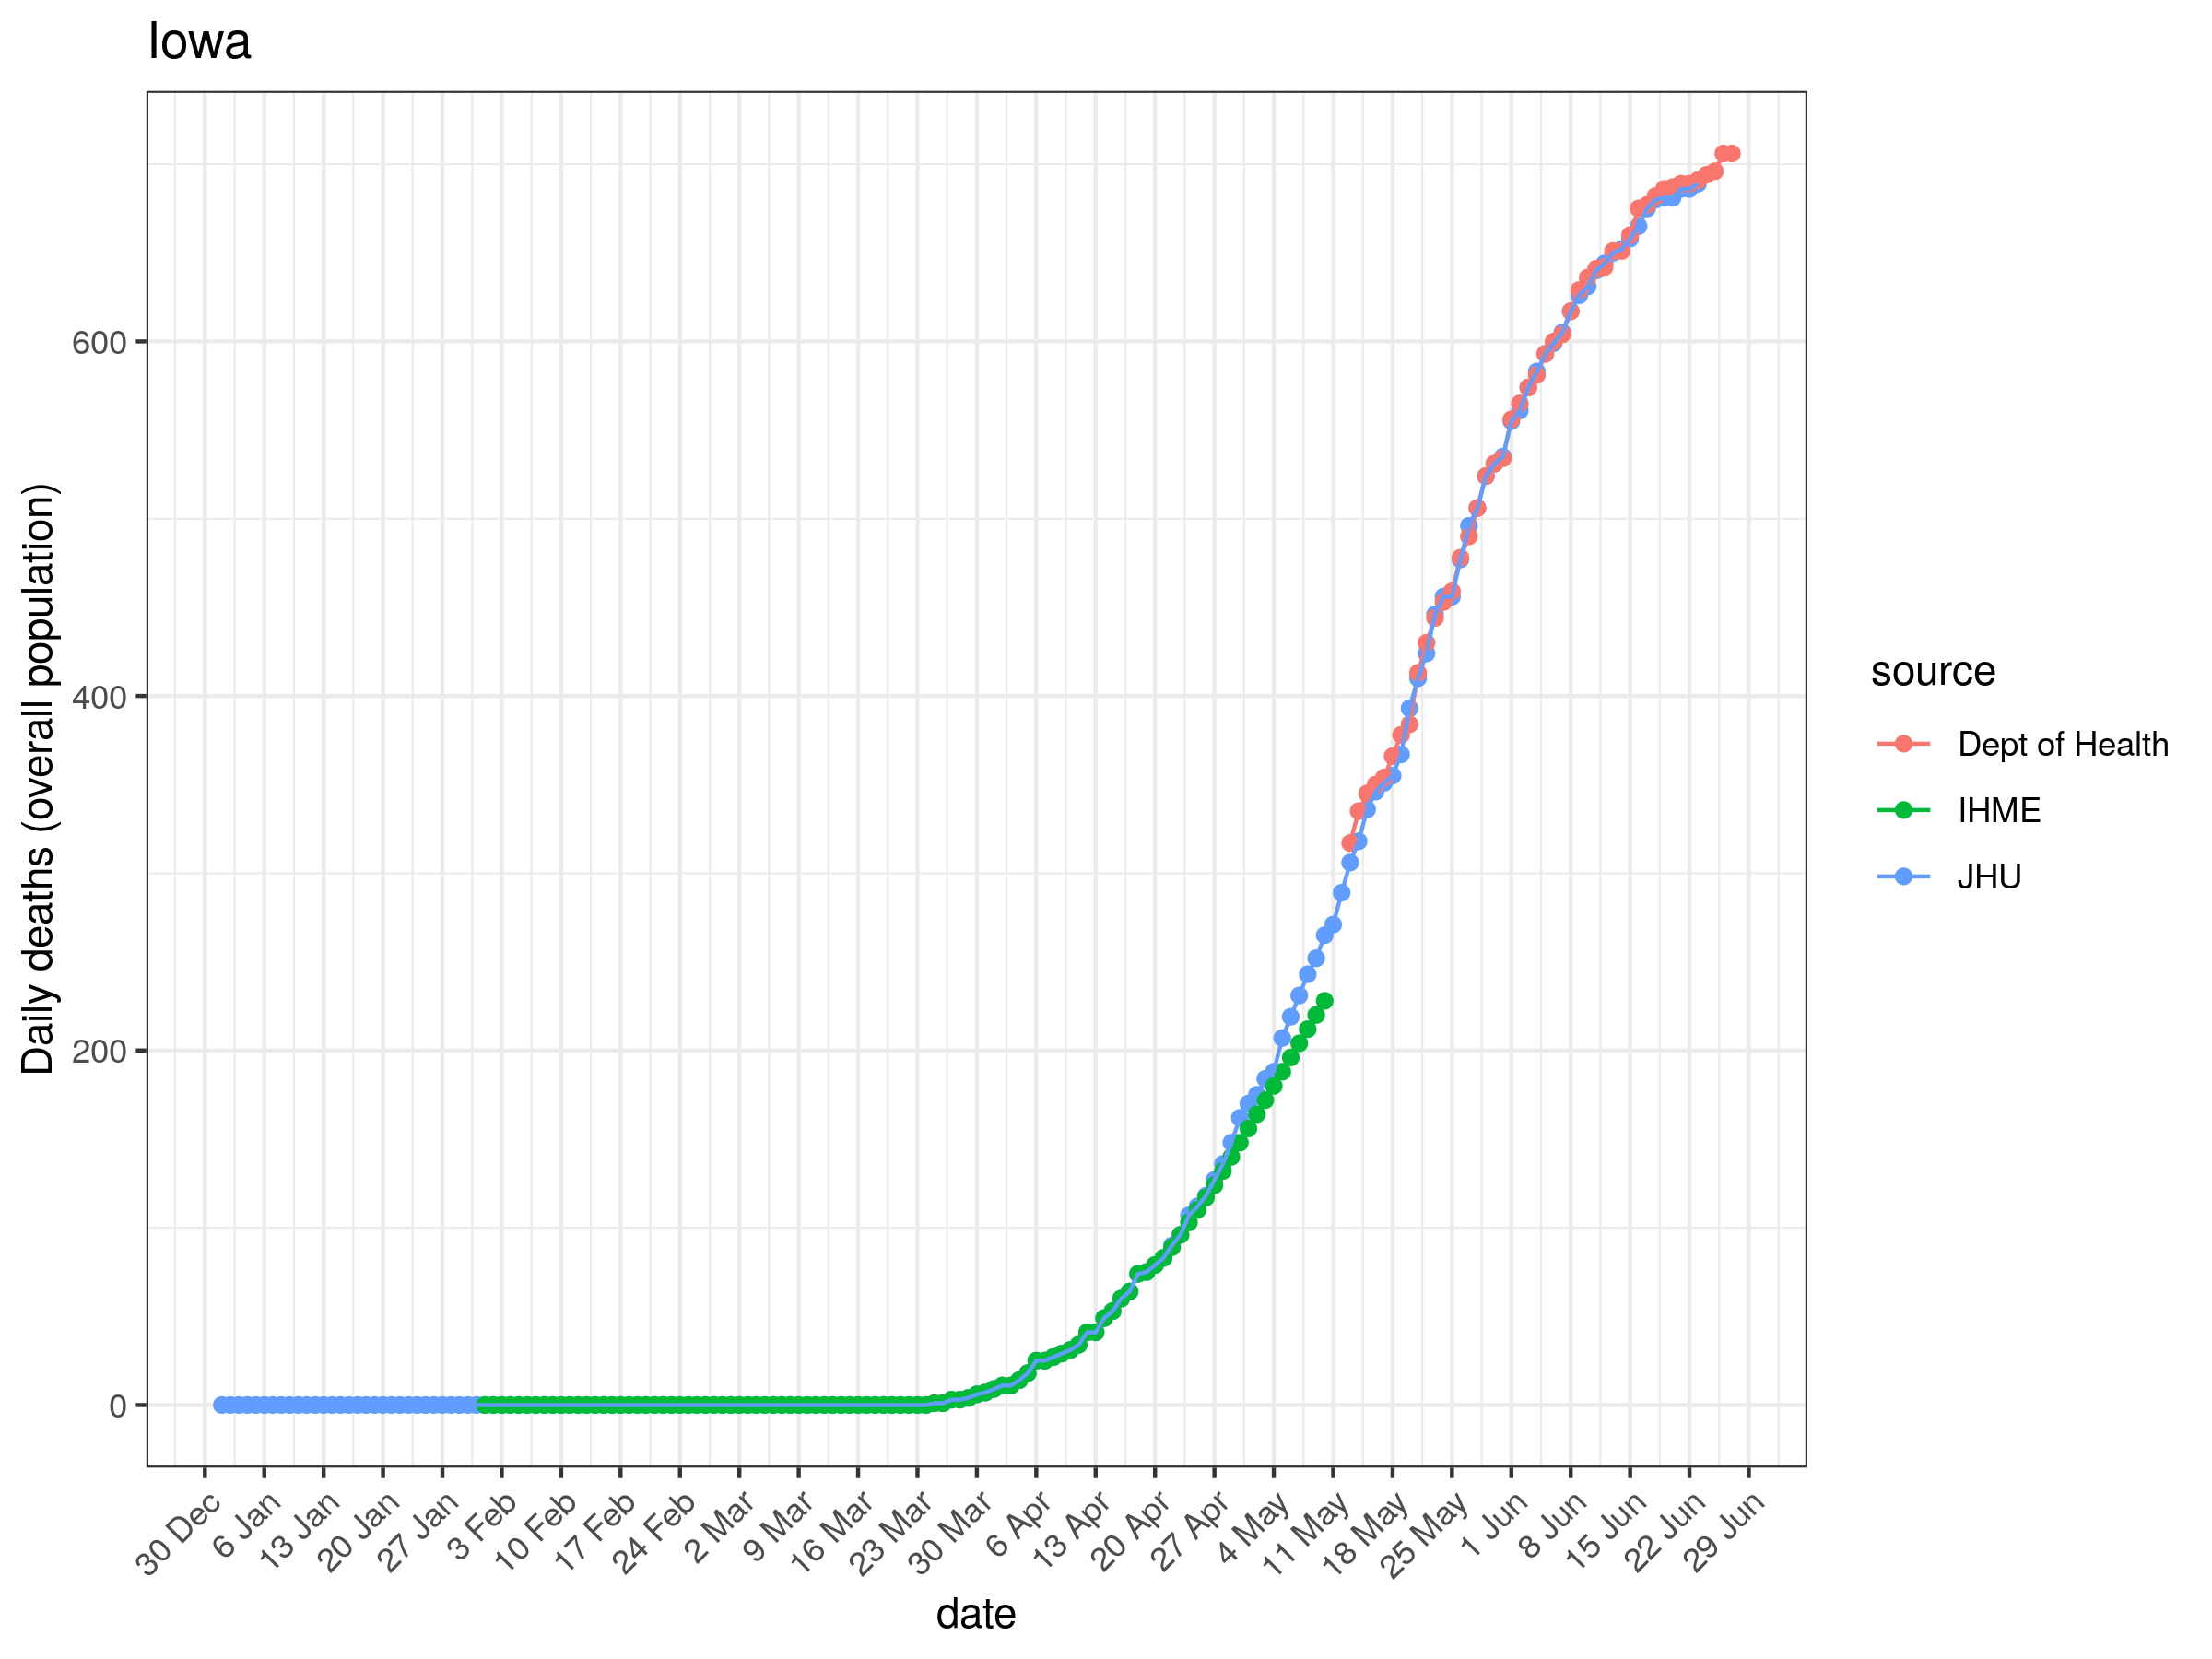 Iowa
Daily deaths (overall population)
600
400
200
0
30 Dec
6 Jan
13 Jan
20 Jan
27 Jan
3 Feb
10 Feb
17 Feb
24 Feb
2 Mar
9 Mar
16 Mar
23 Mar
30 Mar
6 Apr
13 Apr
20 Apr
27 Apr
4 May
11 May
18 May
25 May
1 Jun
8 Jun
15 Jun
22 Jun
29 Jun
date
source
Dept of Health
IHME
JHU